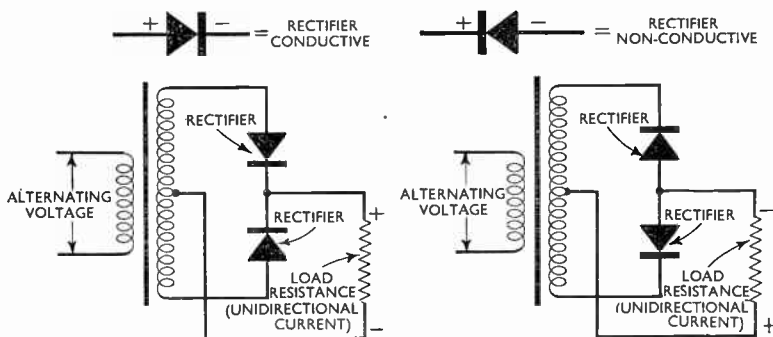 + - = RECTIFIER
CONDUCTIVE
+ - = RECTIFIER
NON-CONDUCTIVE
RECTIFIER
ALTERNATING
VOLTAGE
RECTIFIER
+
LOAD
RESISTANCE
(UNIDIRECTIONAL
CURRENT)
-
RECTIFIER
ALTERNATING
VOLTAGE
RECTIFIER
-
LOAD
RESISTANCE
(UNIDIRECTIONAL
CURRENT)
+